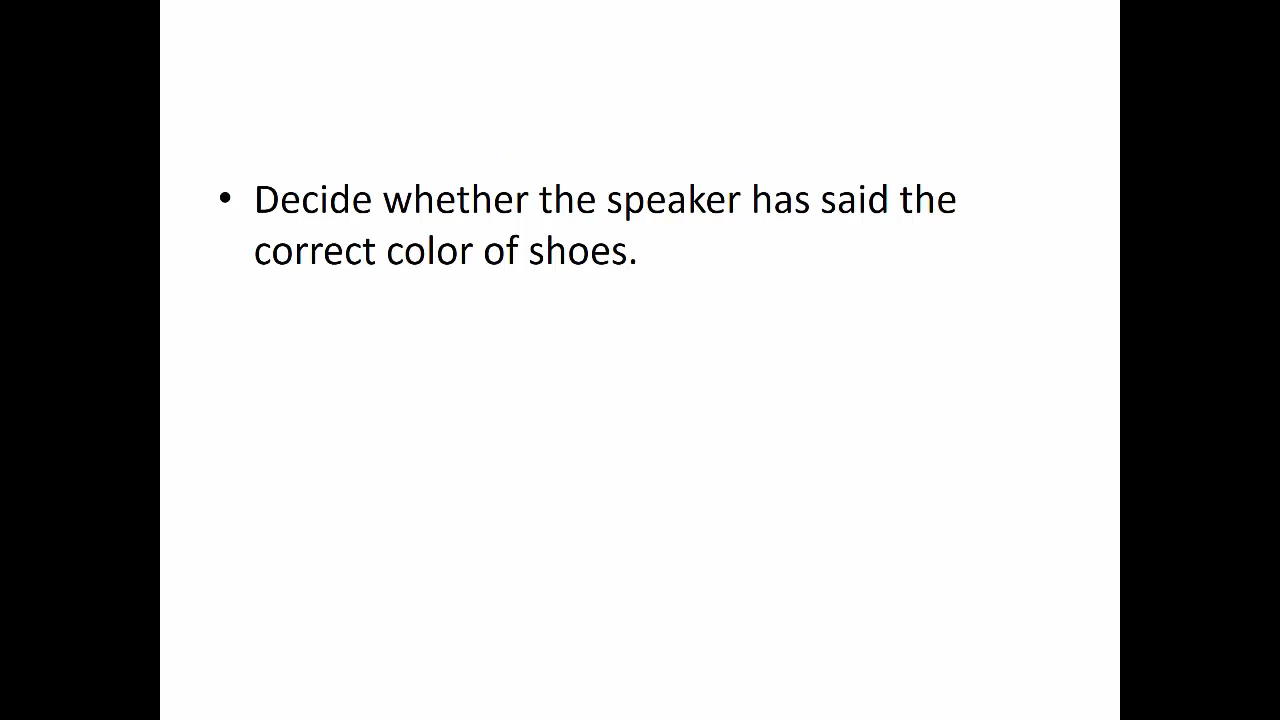 • Decide whether the speaker has said the
correct color of shoes.